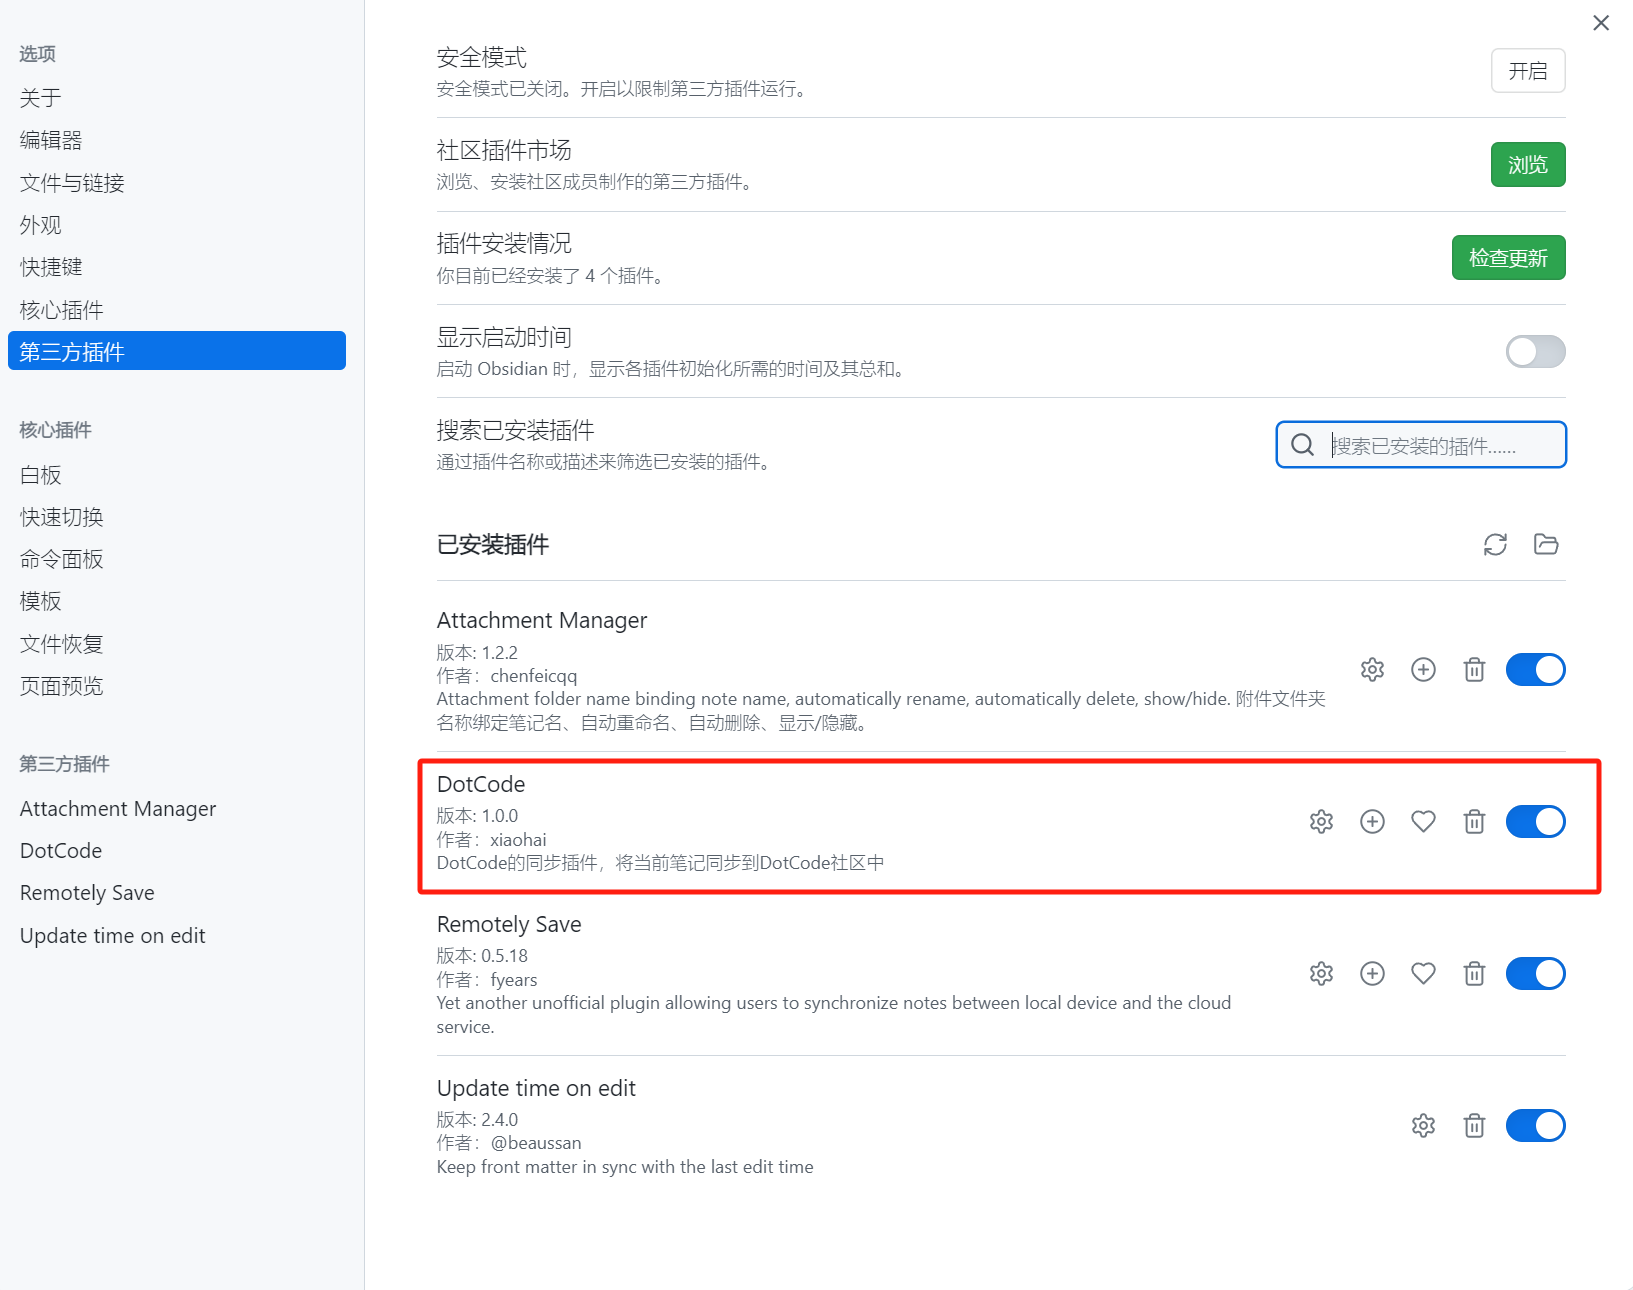 选项
关于
编辑器
文件与链接
外观
快捷键
核心插件
第三方插件
核心插件
白板
快速切换
命令面板
模板
文件恢复
页面预览
第三方插件
Attachment Manager
DotCode
Remotely Save
Update time on edit
安全模式
安全模式已关闭。开启以限制第三方插件运行。
开启
社区插件市场
浏览、安装社区成员制作的第三方插件。
浏览
插件安装情况
你目前已经安装了 4 个插件。
检查更新
显示启动时间
启动 Obsidian 时，显示各插件初始化所需的时间及其总和。
搜索已安装插件
通过插件名称或描述来筛选已安装的插件。
搜索已安装的插件......
已安装插件
Attachment Manager
版本: 1.2.2
作者：chenfeicqq
Attachment folder name binding note name, automatically rename, automatically delete, show/hide. 附件文件夹
名称绑定笔记名、自动重命名、自动删除、显示/隐藏。
DotCode
版本: 1.0.0
作者：xiaohai
DotCode的同步插件，将当前笔记同步到DotCode社区中
Remotely Save
版本: 0.5.18
作者：fyears
Yet another unofficial plugin allowing users to synchronize notes between local device and the cloud
service.
Update time on edit
版本: 2.4.0
作者：@beaussan
Keep front matter in sync with the last edit time